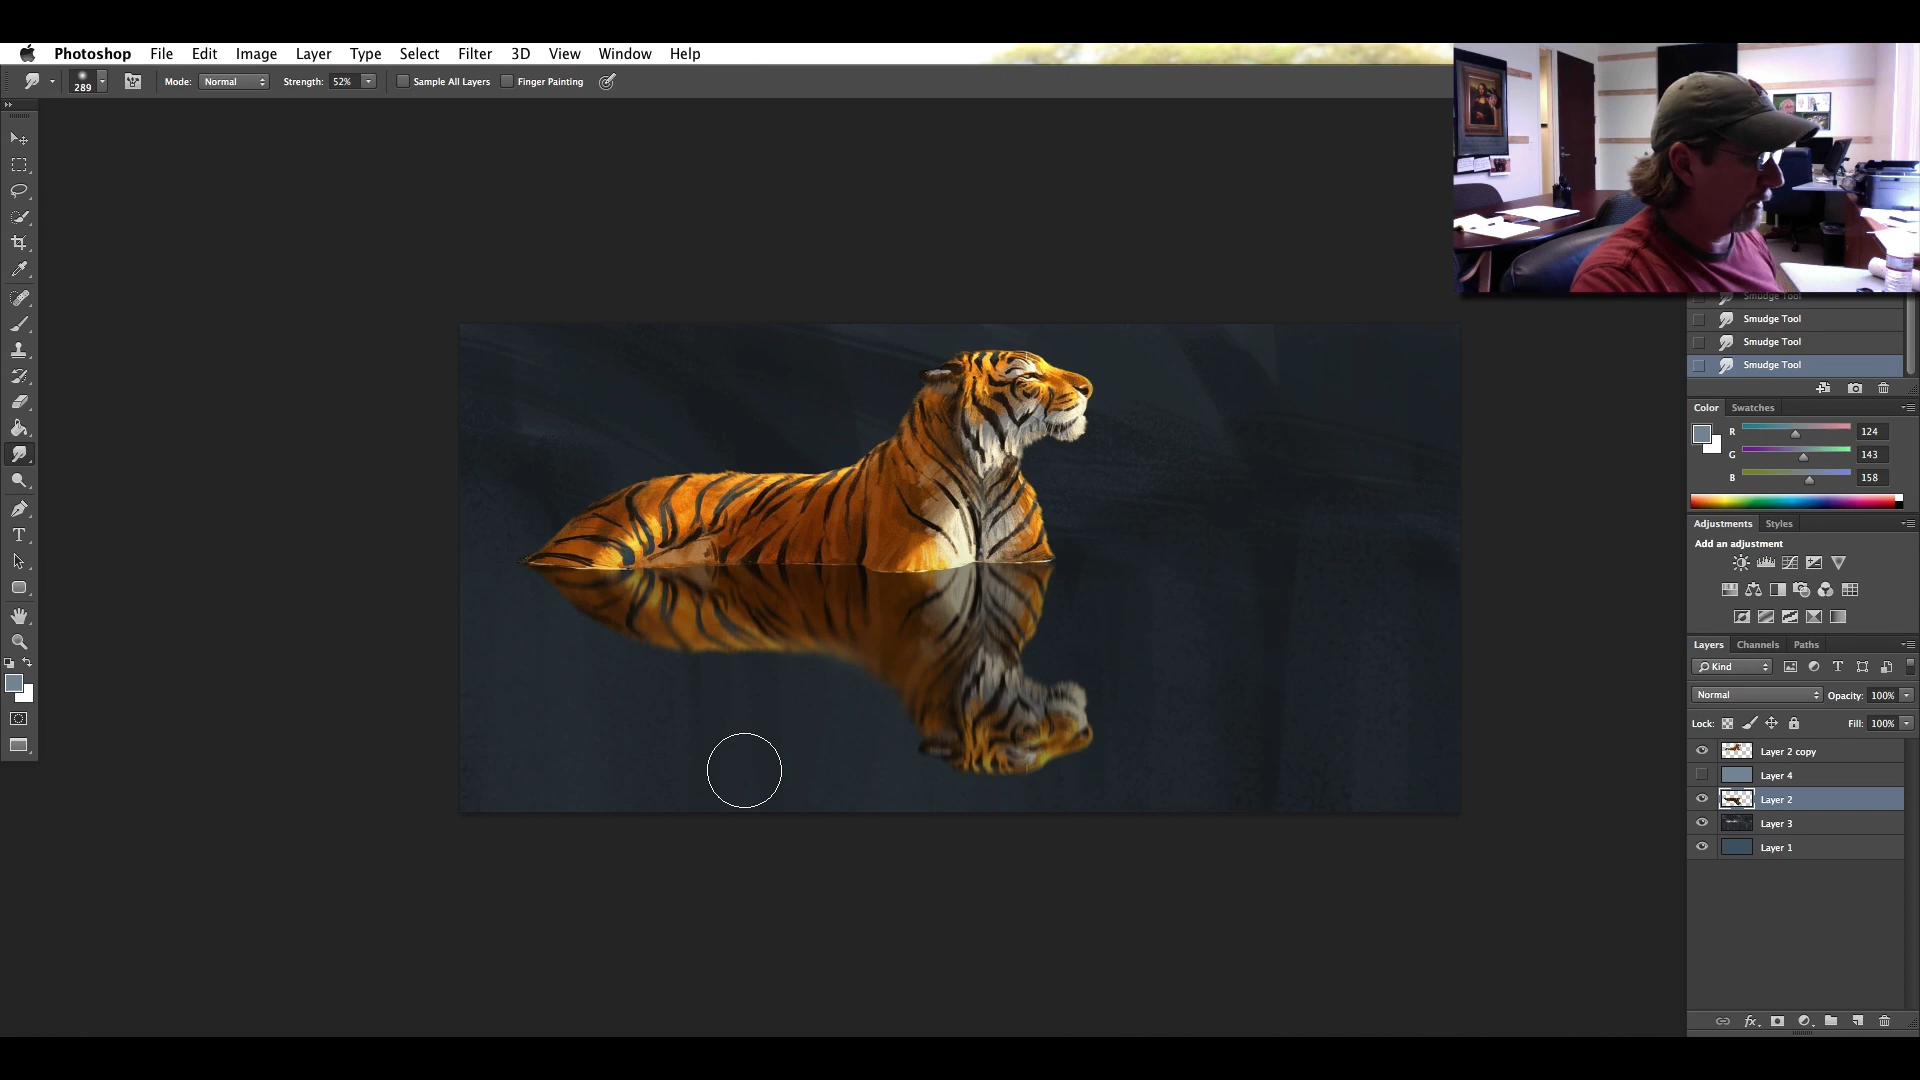 Photoshop File Edit Image Layer Type Select Filter 3D View Window Help
289 Mode: Normal Strength: 52% Sample All Layers Finger Painting
Smudge Tool
Smudge Tool
Smudge Tool
Smudge Tool
Color Swatches
R 124
G 143
B 158
Adjustments Styles
Add an adjustment
Layers Channels Paths
Kind
Normal Opacity: 100%
Lock: Fill: 100%
Layer 2 copy
Layer 4
Layer 2
Layer 3
Layer 1